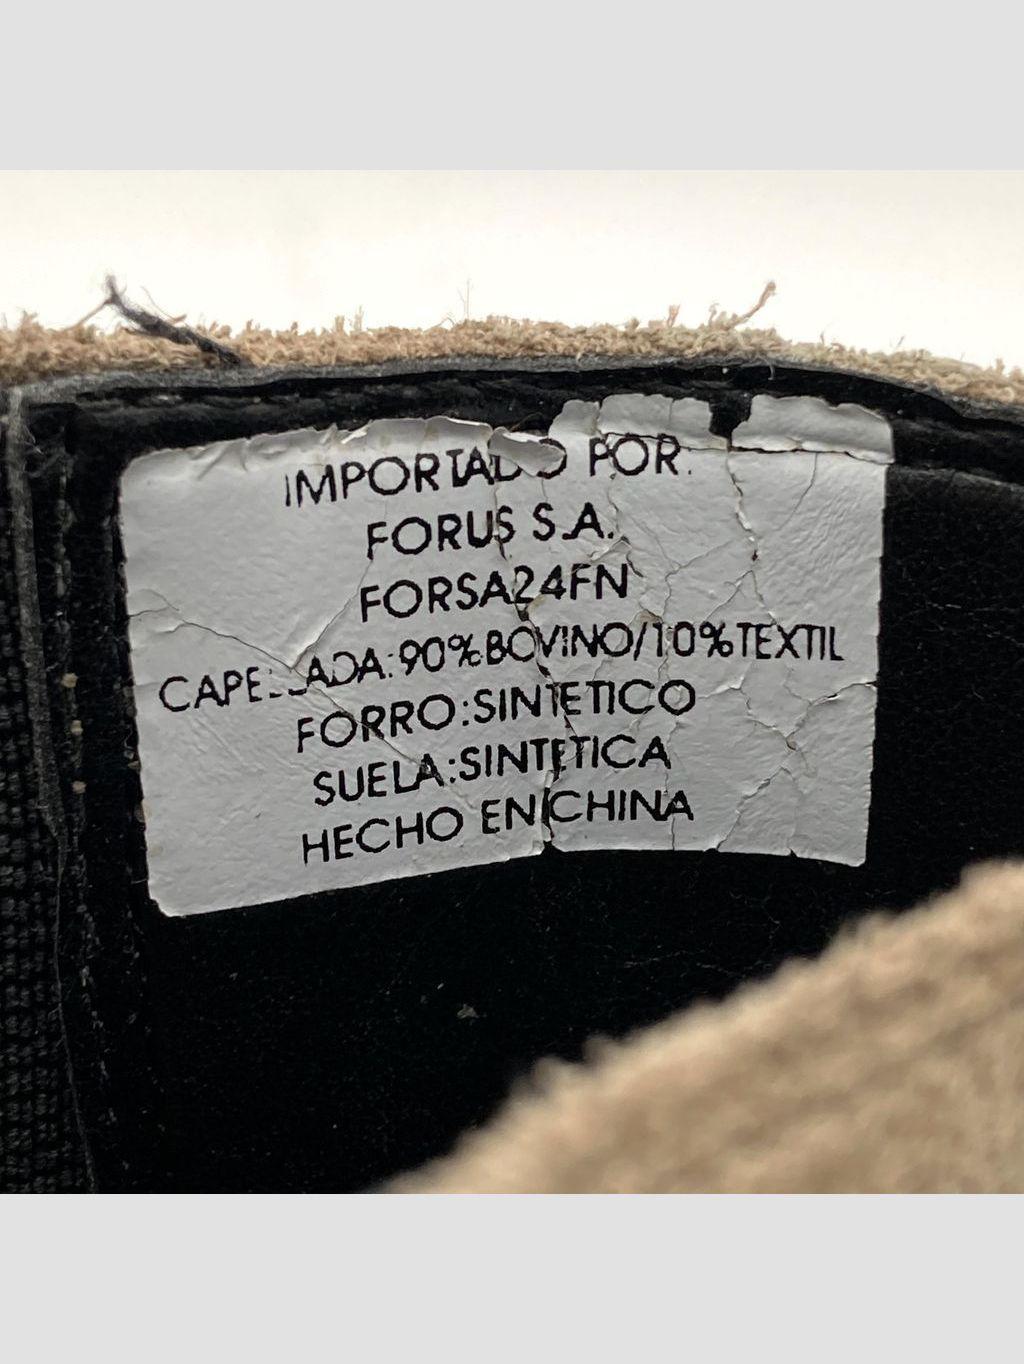 IMPORTADO POR:
FORUS S.A.
FORSA24FN
CAPELLADA:90%BOVINO/10%TEXTIL
FORRO:SINTETICO
SUELA:SINTETICA
HECHO EN CHINA